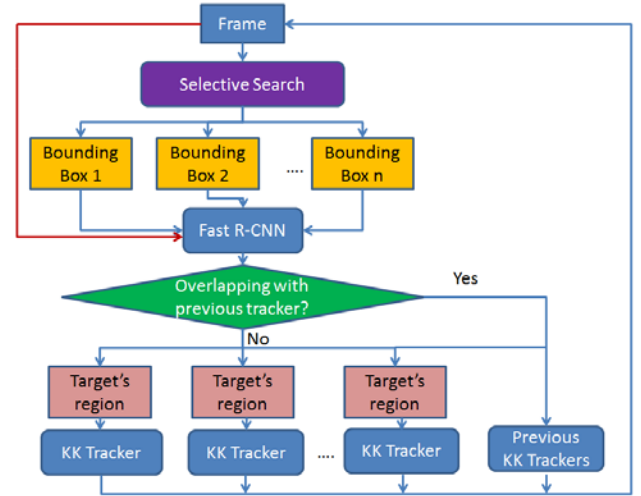 Frame
Selective Search
Bounding
Box 1
Bounding
Box 2
....
Bounding
Box n
Fast R-CNN
Overlapping with
previous tracker?
Yes
No
Target's
region
Target's
region
Target's
region
KK Tracker
KK Tracker
....
KK Tracker
Previous
KK Trackers